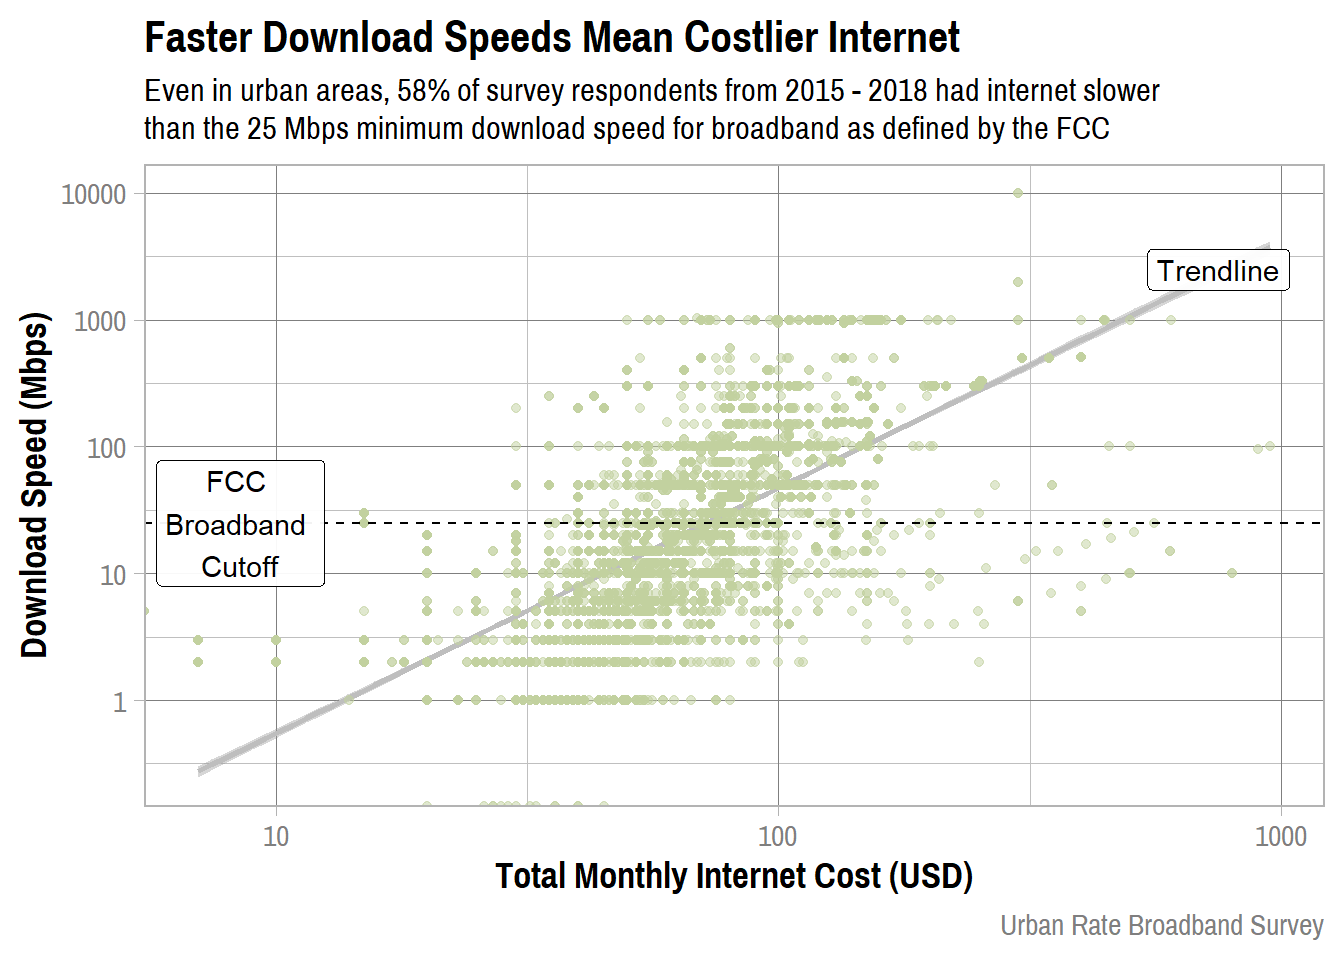 Faster Download Speeds Mean Costlier Internet
Even in urban areas, 58% of survey respondents from 2015 - 2018 had internet slower
than the 25 Mbps minimum download speed for broadband as defined by the FCC
Download Speed (Mbps)
10000
1000
100
10
1
Trendline
FCC
Broadband
Cutoff
10
100
1000
Total Monthly Internet Cost (USD)
Urban Rate Broadband Survey